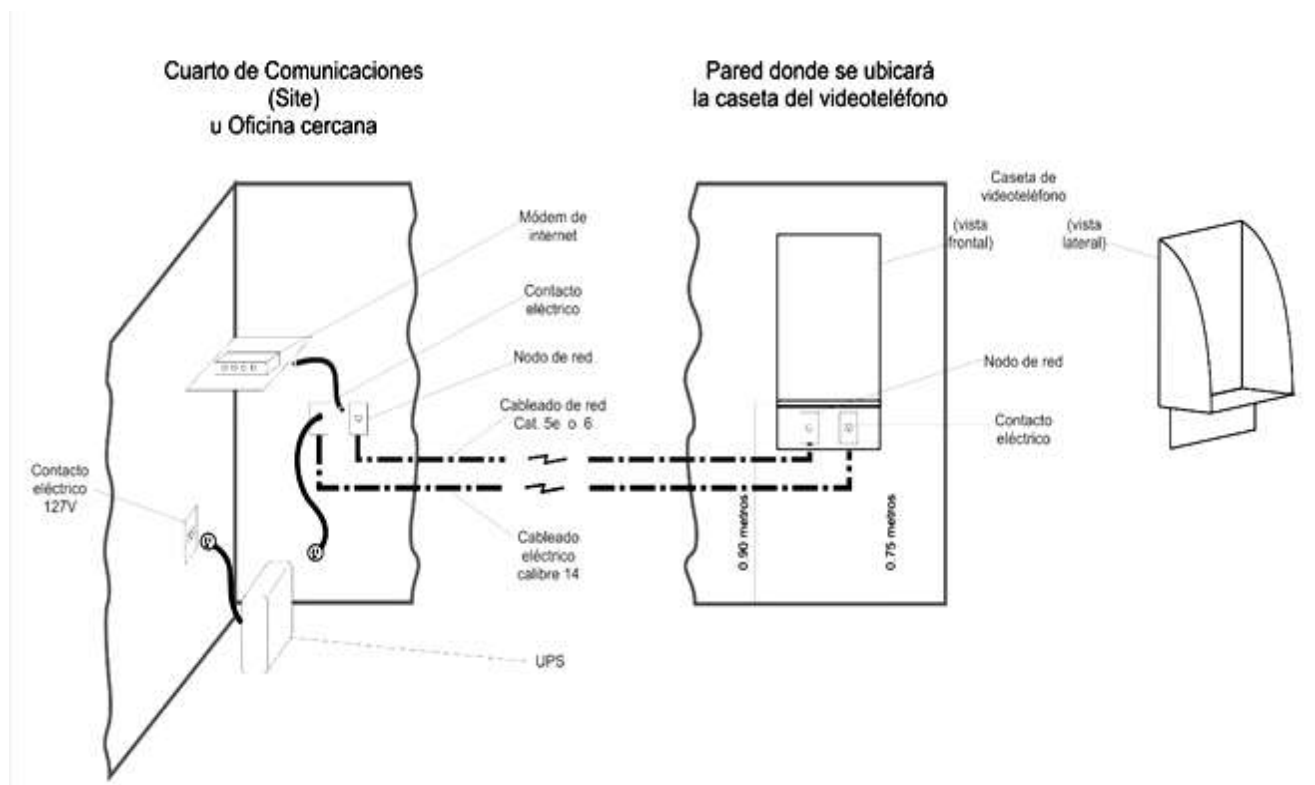 Cuarto de Comunicaciones
(Site)
u Oficina cercana
Pared donde se ubicará
la caseta del videoteléfono
Módem de
internet
Contacto
eléctrico
Nodo de red
Cableado de red
Cat. 5e o 6
Contacto
eléctrico
127V
Cableado
eléctrico
calibre 14
UPS
Caseta de
videoteléfono
(vista
frontal)
(vista
lateral)
Nodo de red
Contacto
eléctrico
0.90 metros
0.75 metros